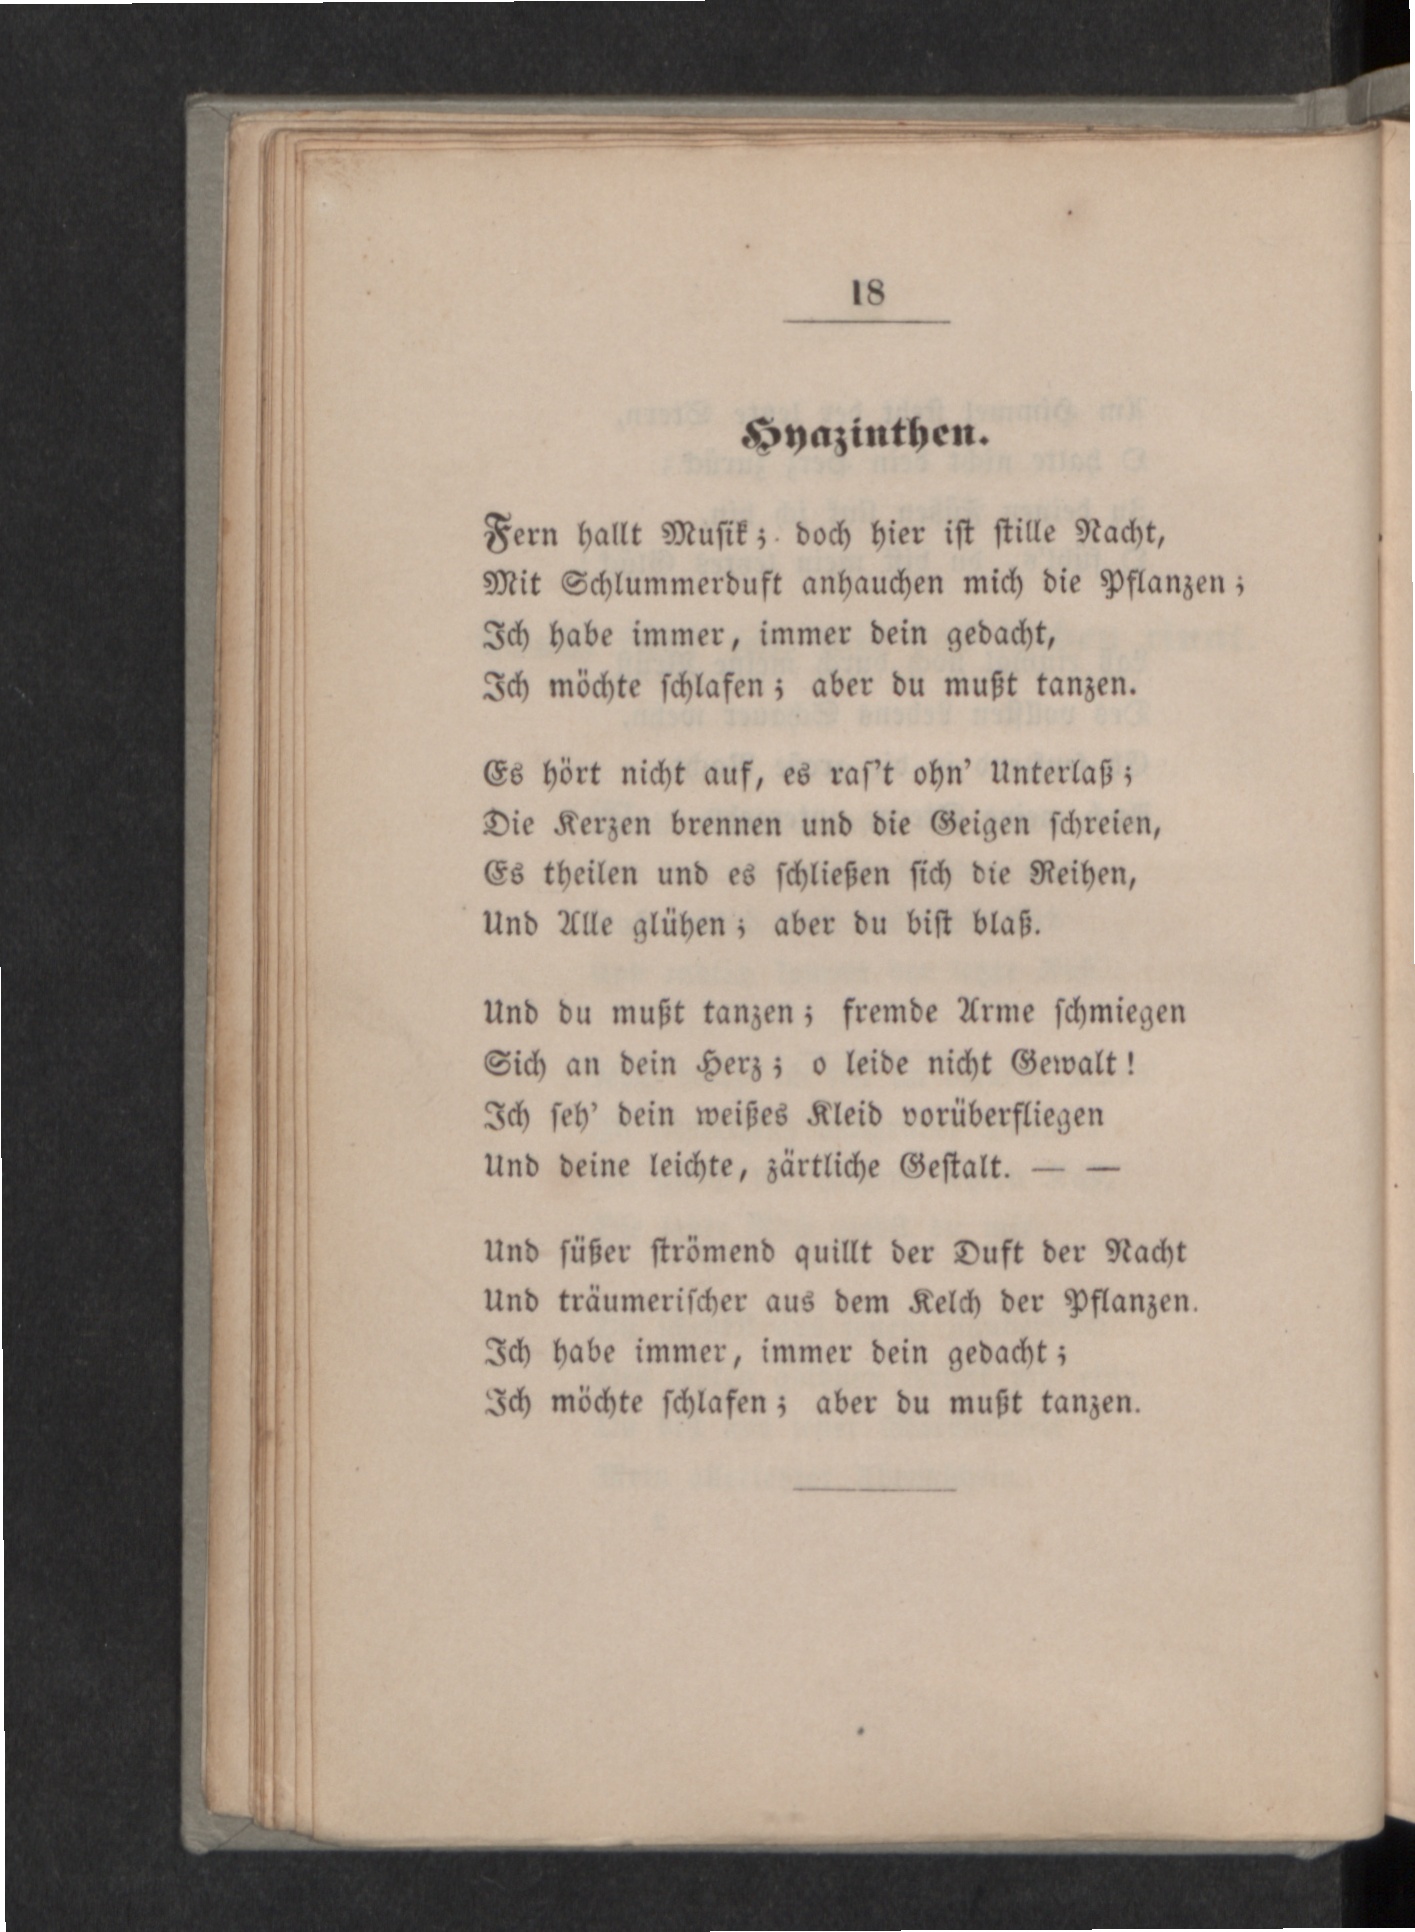 18
Hyazinthen.
Fern hallt Musik; doch hier ist stille Nacht,
Mit Schlummerduft anhauchen mich die Pflanzen;
Ich habe immer, immer dein gedacht,
Ich möchte schlafen; aber du mußt tanzen.
Es hört nicht auf, es ras't ohn' Unterlaß;
Die Kerzen brennen und die Geigen schreien,
Es theilen und es schließen sich die Reihen,
Und Alle glühen; aber du bist blaß.
Und du mußt tanzen; fremde Arme schmiegen
Sich an dein Herz; o leide nicht Gewalt!
Ich seh' dein weißes Kleid vorüberfliegen
Und deine leichte, zärtliche Gestalt. — —
Und süßer strömend quillt der Duft der Nacht
Und träumerischer aus dem Kelch der Pflanzen.
Ich habe immer, immer dein gedacht;
Ich möchte schlafen; aber du mußt tanzen.